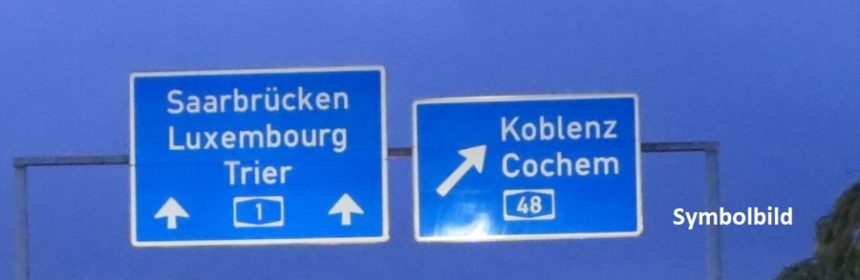 Saarbrücken
Luxembourg
Trier
1
Koblenz
Cochem
48
Symbolbild